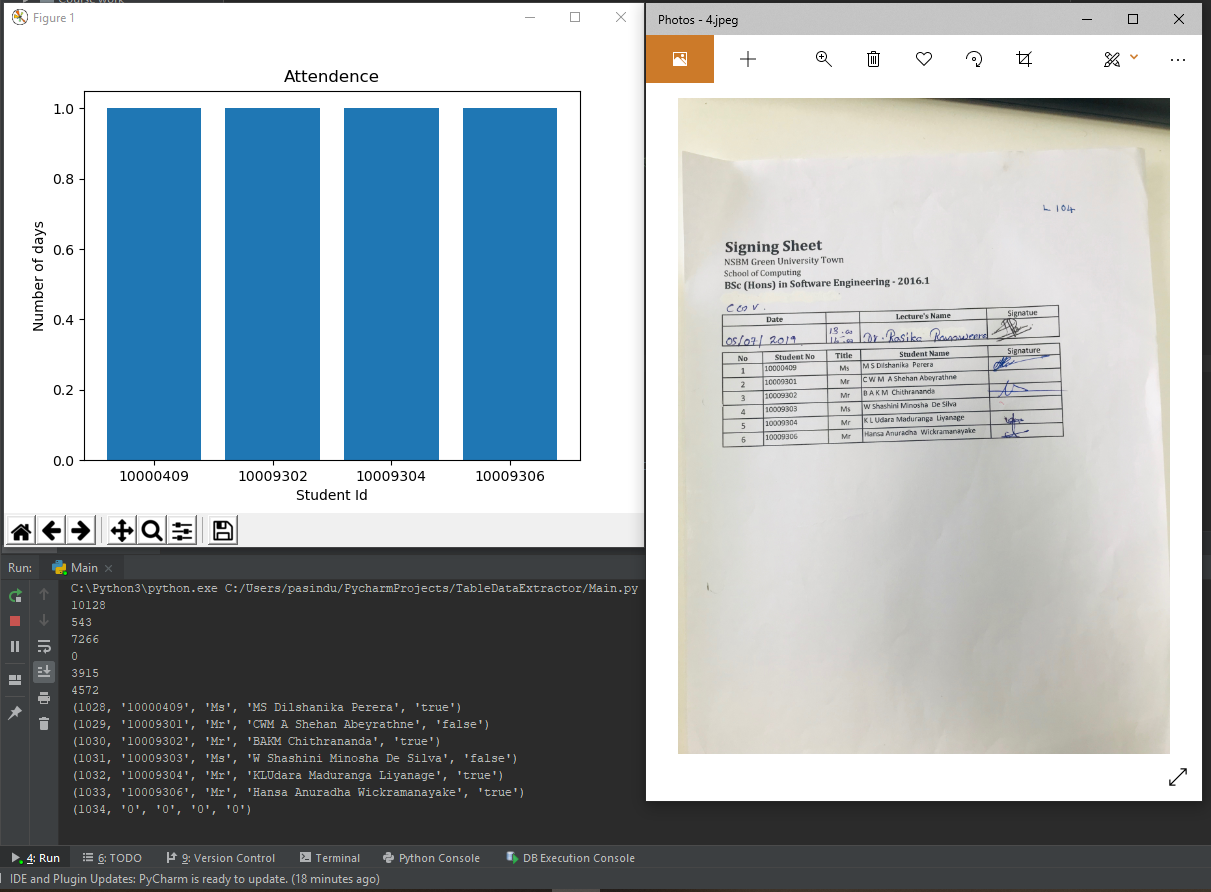 Figure 1
Attendence
Number of days
1.0
0.8
0.6
0.4
0.2
0.0
10000409 10009302 10009304 10009306
Student Id
Photos - 4.jpeg
L 104
Signing Sheet
NSBM Green University Town
School of Computing
BSc (Hons) in Software Engineering - 2016.1
Date Lecture's Name Signatue
05/07/ 2019 Dr. Rasika
No Student No Title Student Name Signature
1 10000409 Ms M S Dilshanika Perera
2 10009301 Mr C W M A Shehan Abeyrathne
3 10009302 Mr B A K M Chithrananda
4 10009303 Ms W Shashini Minosha De Silva
5 10009304 Mr K L Udara Maduranga Liyanage
6 10009306 Mr Hansa Anuradha Wickramanayake
Run: Main
C:\Python3\python.exe C:/Users/pasindu/PycharmProjects/TableDataExtractor/Main.py
10128
543
7266
0
3915
4572
(1028, '10000409', 'Ms', 'MS Dilshanika Perera', 'true')
(1029, '10009301', 'Mr', 'CWM A Shehan Abeyrathne', 'false')
(1030, '10009302', 'Mr', 'BAKM Chithrananda', 'true')
(1031, '10009303', 'Ms', 'W Shashini Minosha De Silva', 'false')
(1032, '10009304', 'Mr', 'KLUdara Maduranga Liyanage', 'true')
(1033, '10009306', 'Mr', 'Hansa Anuradha Wickramanayake', 'true')
(1034, '0', '0', '0', '0')
4: Run 6: TODO 9: Version Control Terminal Python Console DB Execution Console
IDE and Plugin Updates: PyCharm is ready to update. (18 minutes ago)